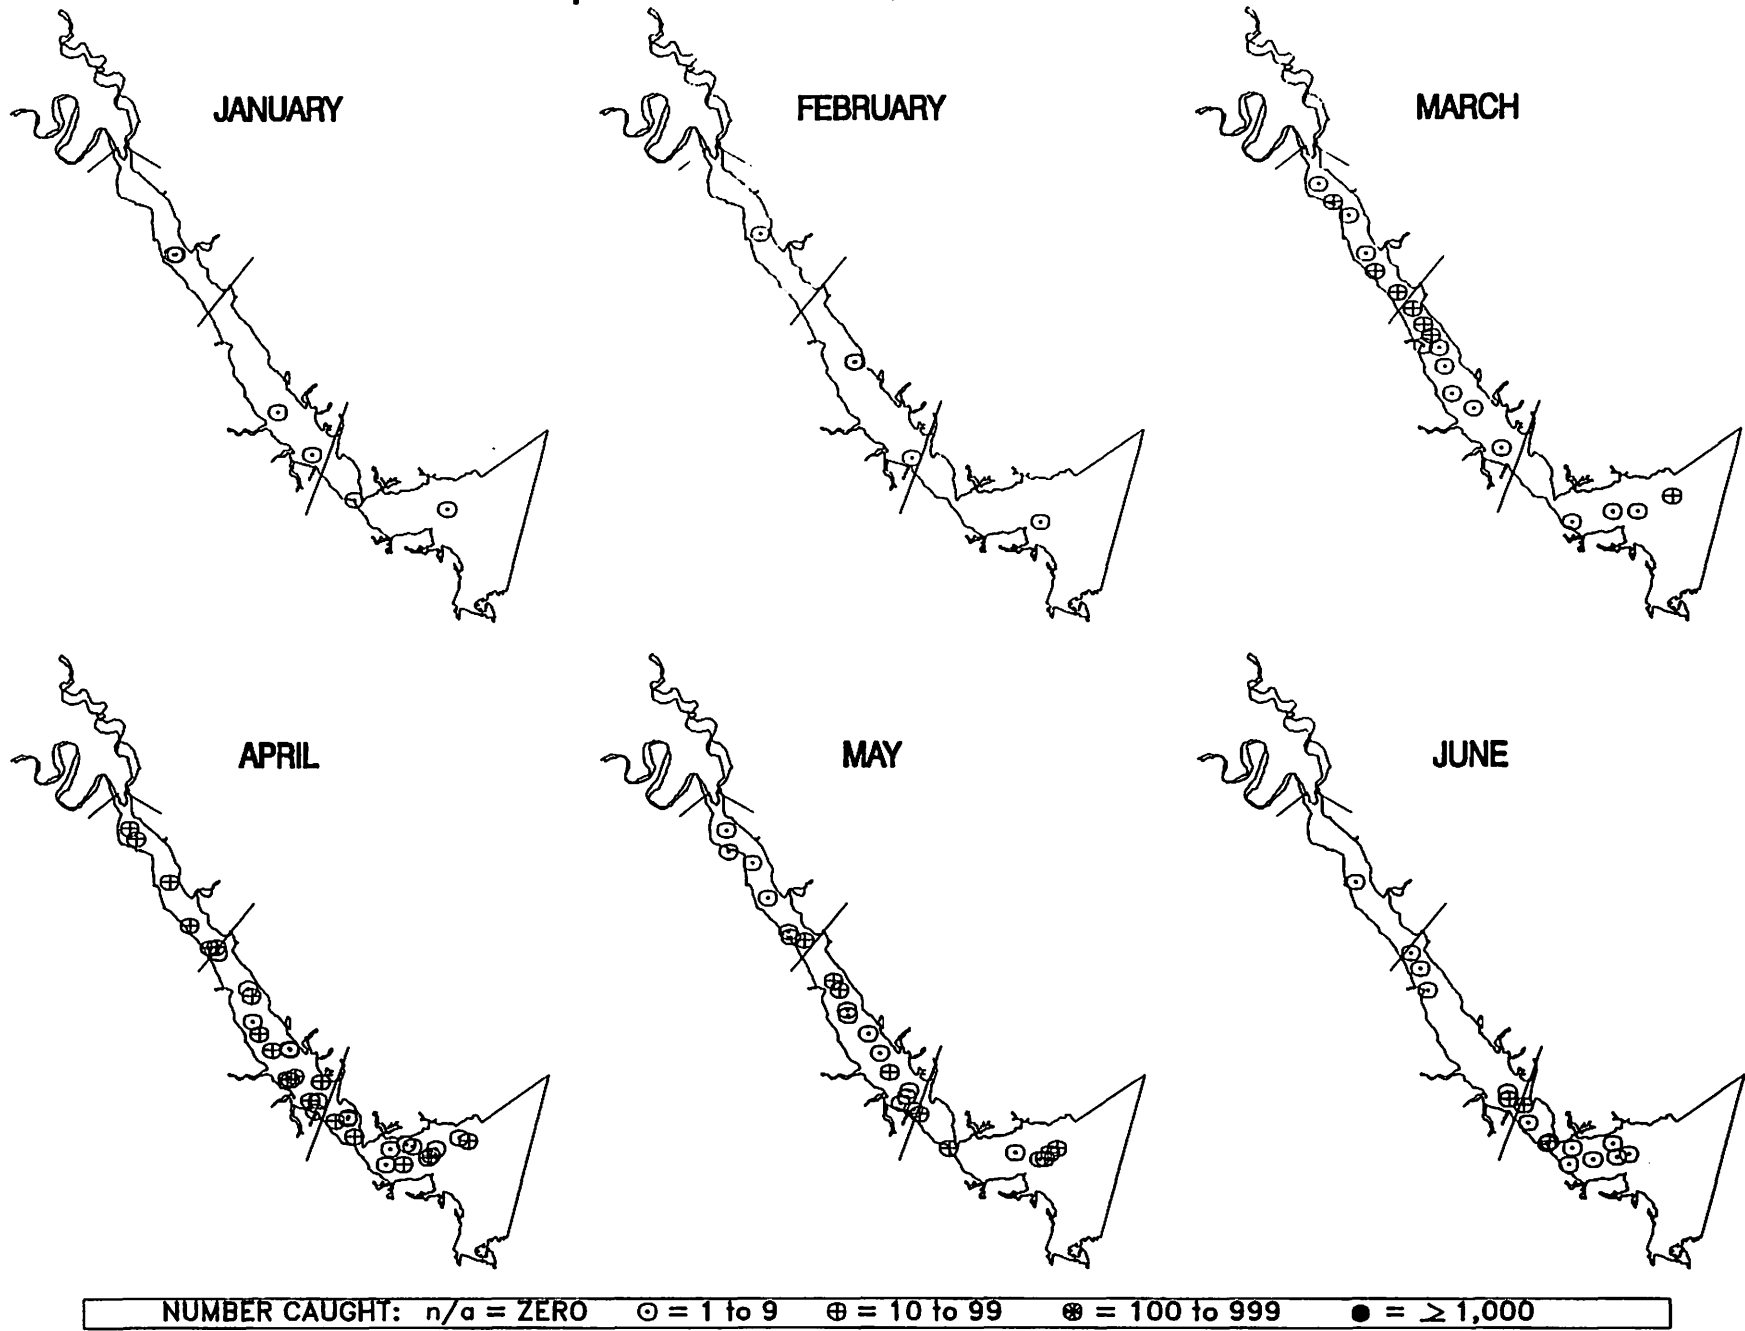 JANUARY FEBRUARY MARCH
APRIL MAY JUNE
NUMBER CAUGHT: n/a = ZERO ⊙ = 1 to 9 ⊕ = 10 to 99 ⊛ = 100 to 999 ● = ≥ 1,000